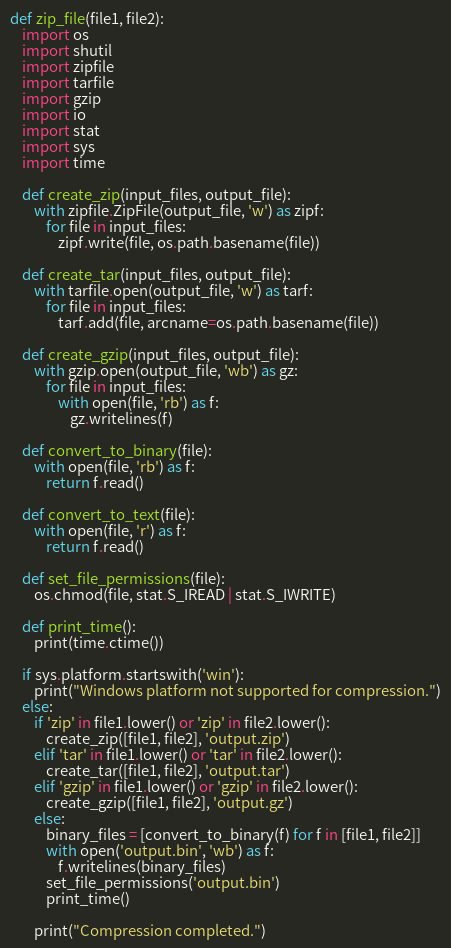 def zip_file(file1, file2):
    import os
    import shutil
    import zipfile
    import tarfile
    import gzip
    import io
    import stat
    import sys
    import time

    def create_zip(input_files, output_file):
        with zipfile.ZipFile(output_file, 'w') as zipf:
            for file in input_files:
                zipf.write(file, os.path.basename(file))

    def create_tar(input_files, output_file):
        with tarfile.open(output_file, 'w') as tarf:
            for file in input_files:
                tarf.add(file, arcname=os.path.basename(file))

    def create_gzip(input_files, output_file):
        with gzip.open(output_file, 'wb') as gz:
            for file in input_files:
                with open(file, 'rb') as f:
                    gz.writelines(f)

    def convert_to_binary(file):
        with open(file, 'rb') as f:
            return f.read()

    def convert_to_text(file):
        with open(file, 'r') as f:
            return f.read()

    def set_file_permissions(file):
        os.chmod(file, stat.S_IREAD | stat.S_IWRITE)

    def print_time():
        print(time.ctime())

    if sys.platform.startswith('win'):
        print("Windows platform not supported for compression.")
    else:
        if 'zip' in file1.lower() or 'zip' in file2.lower():
            create_zip([file1, file2], 'output.zip')
        elif 'tar' in file1.lower() or 'tar' in file2.lower():
            create_tar([file1, file2], 'output.tar')
        elif 'gzip' in file1.lower() or 'gzip' in file2.lower():
            create_gzip([file1, file2], 'output.gz')
        else:
            binary_files = [convert_to_binary(f) for f in [file1, file2]]
            with open('output.bin', 'wb') as f:
                f.writelines(binary_files)
            set_file_permissions('output.bin')
            print_time()

        print("Compression completed.")